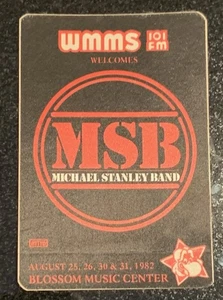 WMMS 101 FM
WELCOMES
MSB
MICHAEL STANLEY BAND
AUGUST 25, 26, 30 & 31, 1982
BLOSSOM MUSIC CENTER